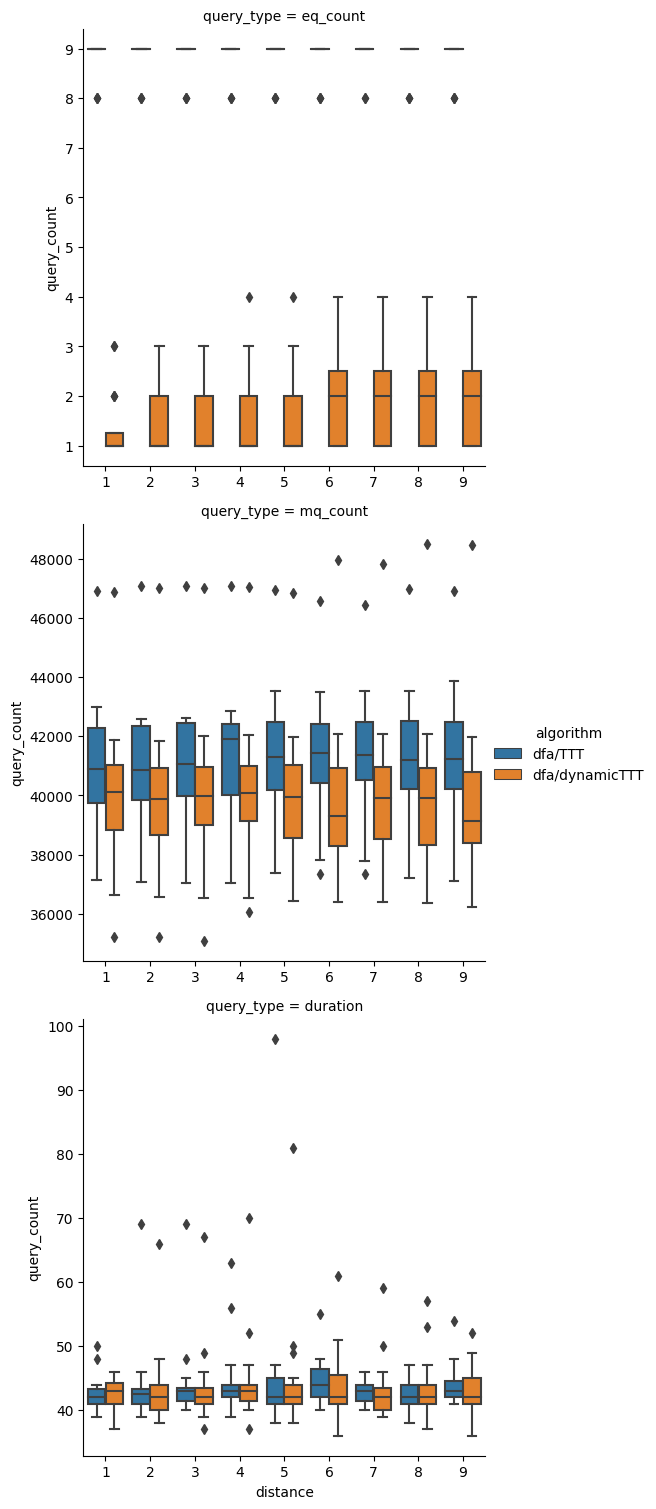 query_type = eq_count
query_count
9
8
7
6
5
4
3
2
1
1 2 3 4 5 6 7 8 9
query_type = mq_count
query_count
48000
46000
44000
42000
40000
38000
36000
1 2 3 4 5 6 7 8 9
algorithm
dfa/TTT
dfa/dynamicTTT
query_type = duration
query_count
100
90
80
70
60
50
40
1 2 3 4 5 6 7 8 9
distance